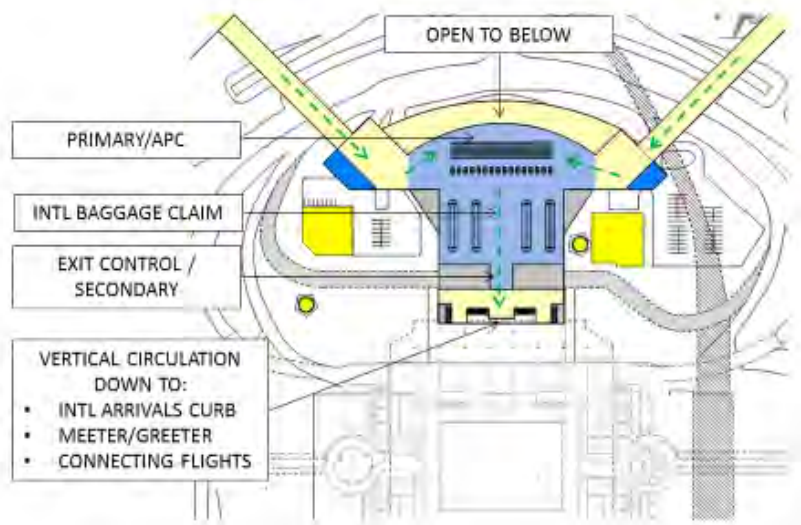 OPEN TO BELOW
PRIMARY/APC
INTL BAGGAGE CLAIM
EXIT CONTROL /
SECONDARY
VERTICAL CIRCULATION
DOWN TO:
• INTL ARRIVALS CURB
• MEETER/GREETER
• CONNECTING FLIGHTS